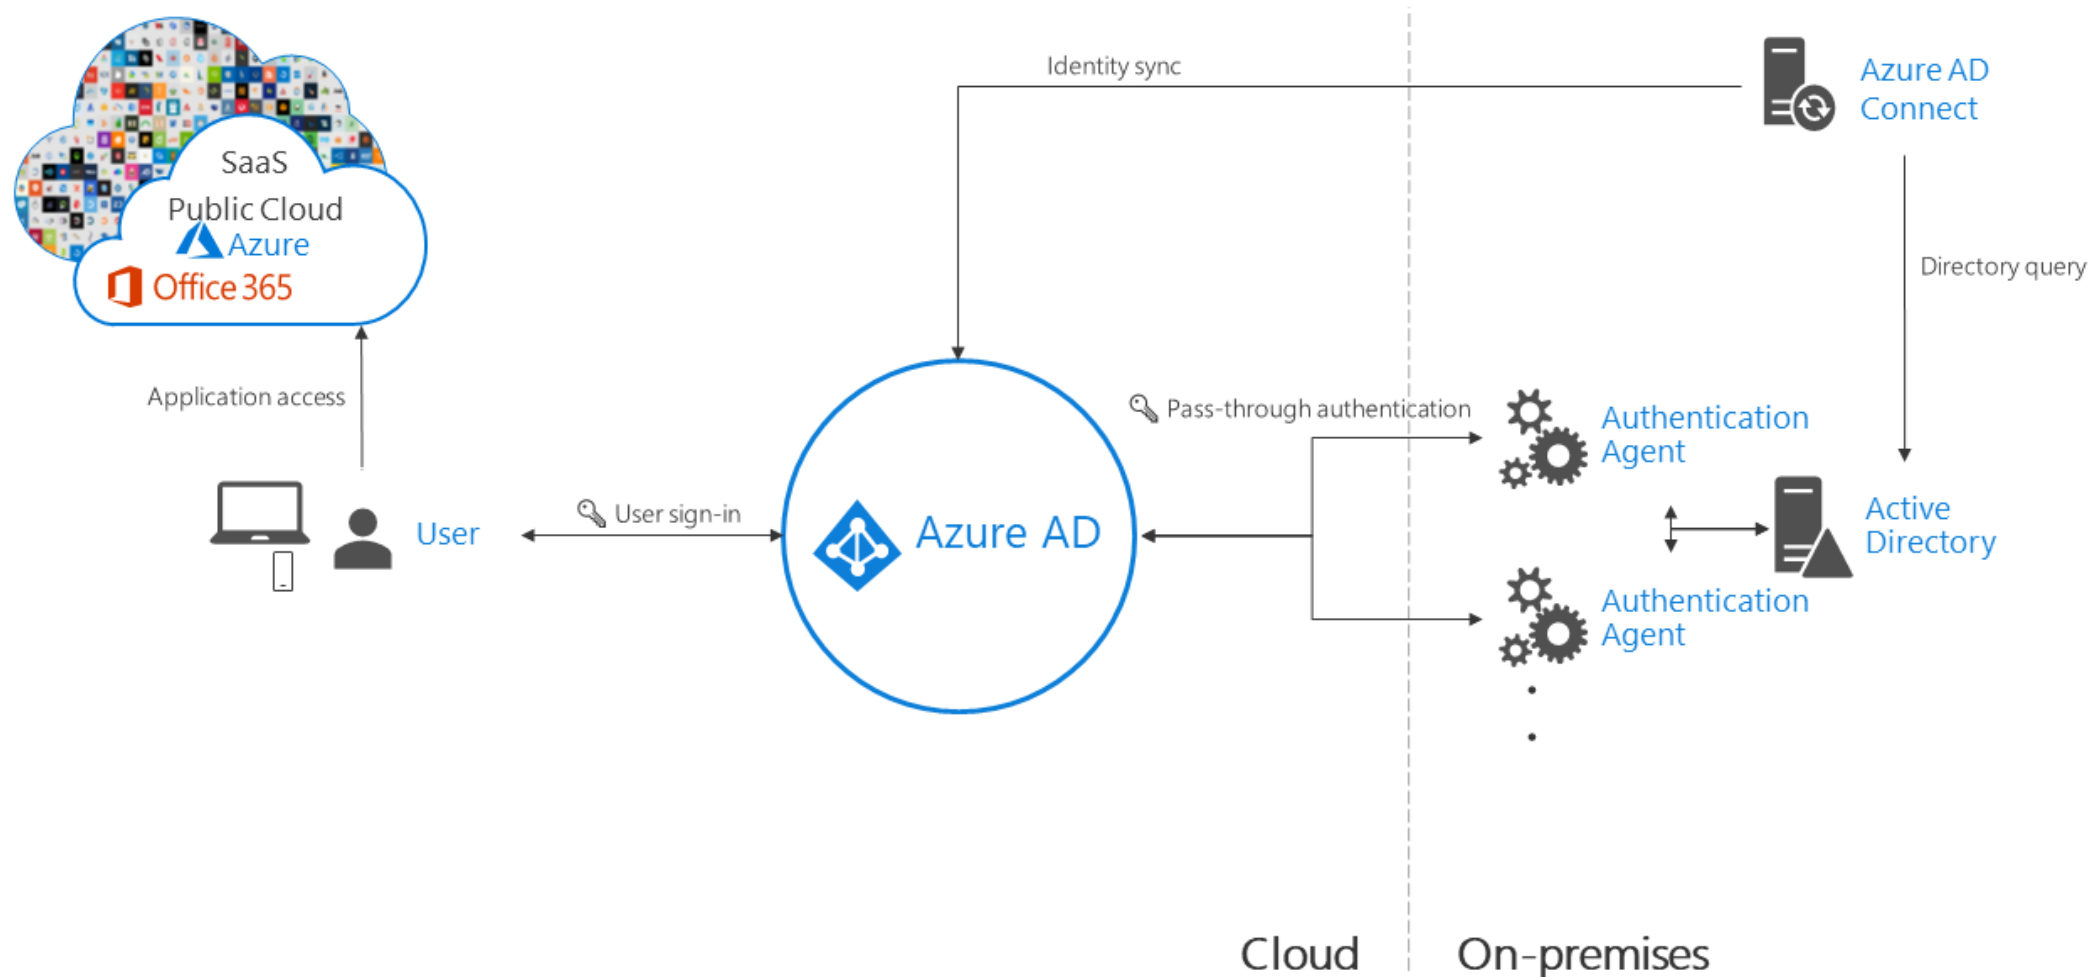 Identity sync
Azure AD
Connect
SaaS
Public Cloud
Azure
Office 365
Directory query
Application access
Pass-through authentication
Authentication
Agent
User sign-in
User
Azure AD
Active
Directory
Authentication
Agent
Cloud
On-premises